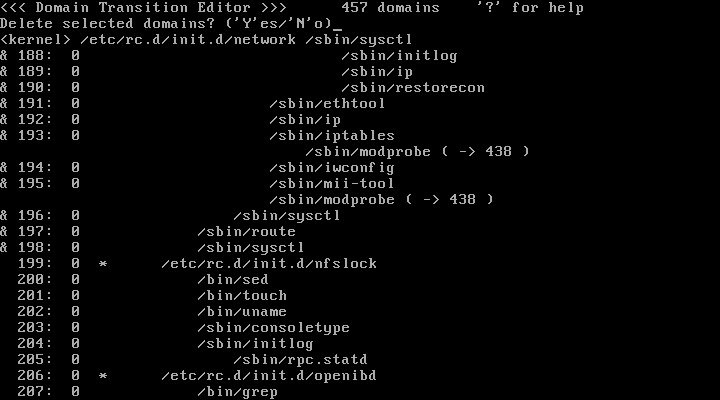 <<< Domain Transition Editor >>>      457 domains    '?' for help
Delete selected domains? ('Y'es/'N'o)_
<kernel> /etc/rc.d/init.d/network /sbin/sysctl
& 188:  0                             /sbin/initlog
& 189:  0                             /sbin/ip
& 190:  0                             /sbin/restorecon
& 191:  0                     /sbin/ethtool
& 192:  0                     /sbin/ip
& 193:  0                     /sbin/iptables
                                  /sbin/modprobe ( -> 438 )
& 194:  0                     /sbin/iwconfig
& 195:  0                     /sbin/mii-tool
                              /sbin/modprobe ( -> 438 )
& 196:  0                 /sbin/sysctl
& 197:  0             /sbin/route
& 198:  0             /sbin/sysctl
  199:  0  *      /etc/rc.d/init.d/nfslock
  200:  0             /bin/sed
  201:  0             /bin/touch
  202:  0             /bin/uname
  203:  0             /sbin/consoletype
  204:  0             /sbin/initlog
  205:  0                 /sbin/rpc.statd
  206:  0  *      /etc/rc.d/init.d/openibd
  207:  0             /bin/grep